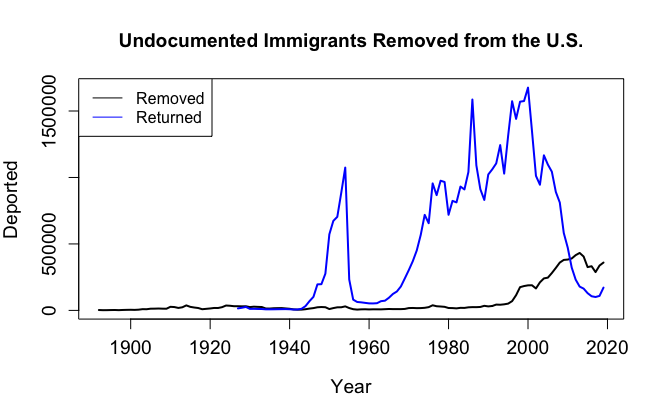 Undocumented Immigrants Removed from the U.S.
Removed
Returned
Deported
1500000
500000
0
1900 1920 1940 1960 1980 2000 2020
Year